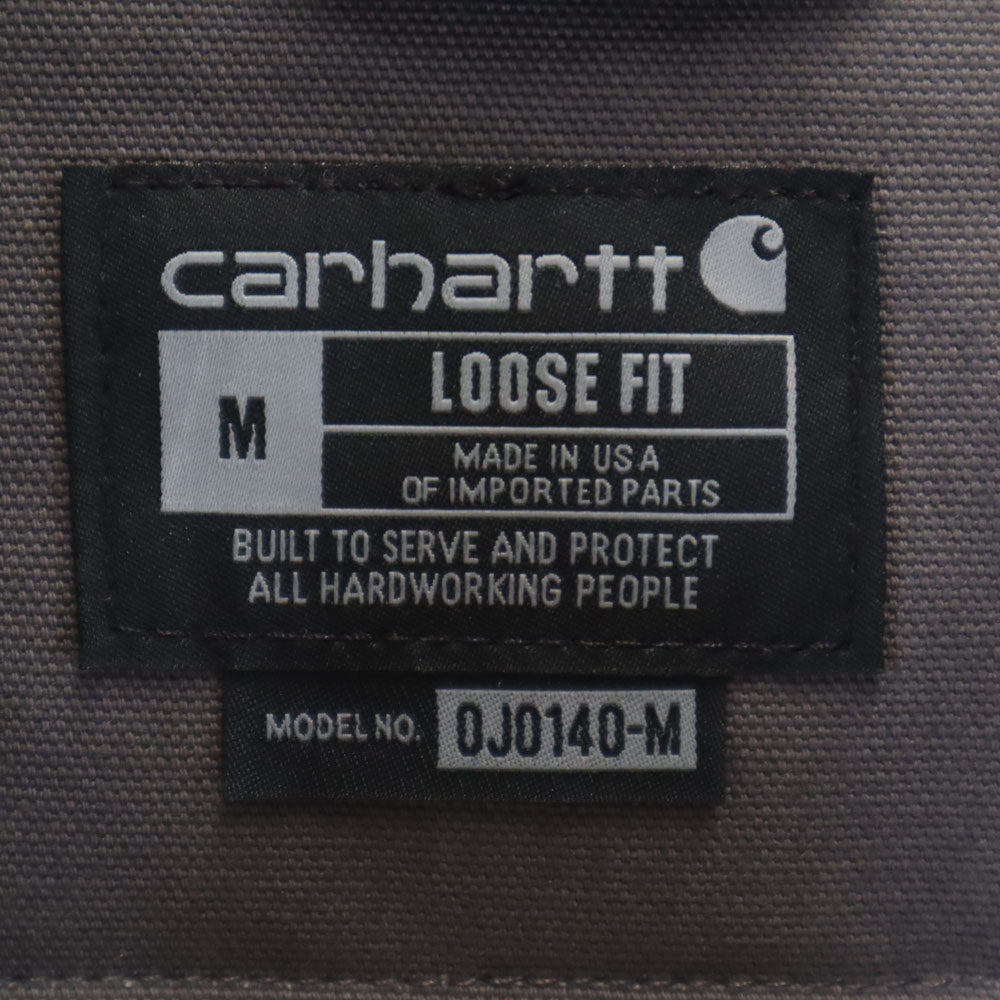 carhartt
M
LOOSE FIT
MADE IN USA
OF IMPORTED PARTS
BUILT TO SERVE AND PROTECT
ALL HARDWORKING PEOPLE
MODEL NO. 0J0140-M